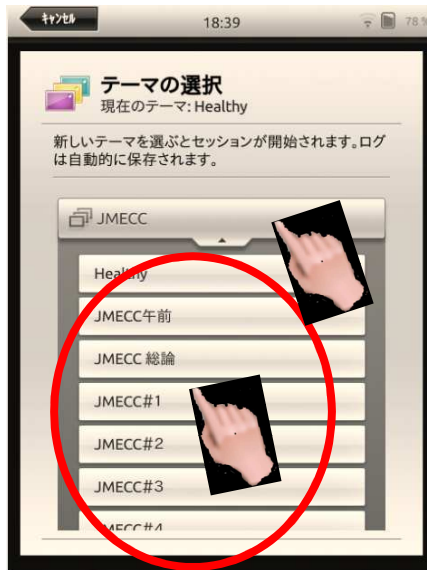 キャンセル
18:39
78 %
テーマの選択
現在のテーマ: Healthy
新しいテーマを選ぶとセッションが開始されます。ログ
は自動的に保存されます。
JMECC
Healthy
JMECC午前
JMECC 総論
JMECC#1
JMECC#2
JMECC#3
JMECC#4